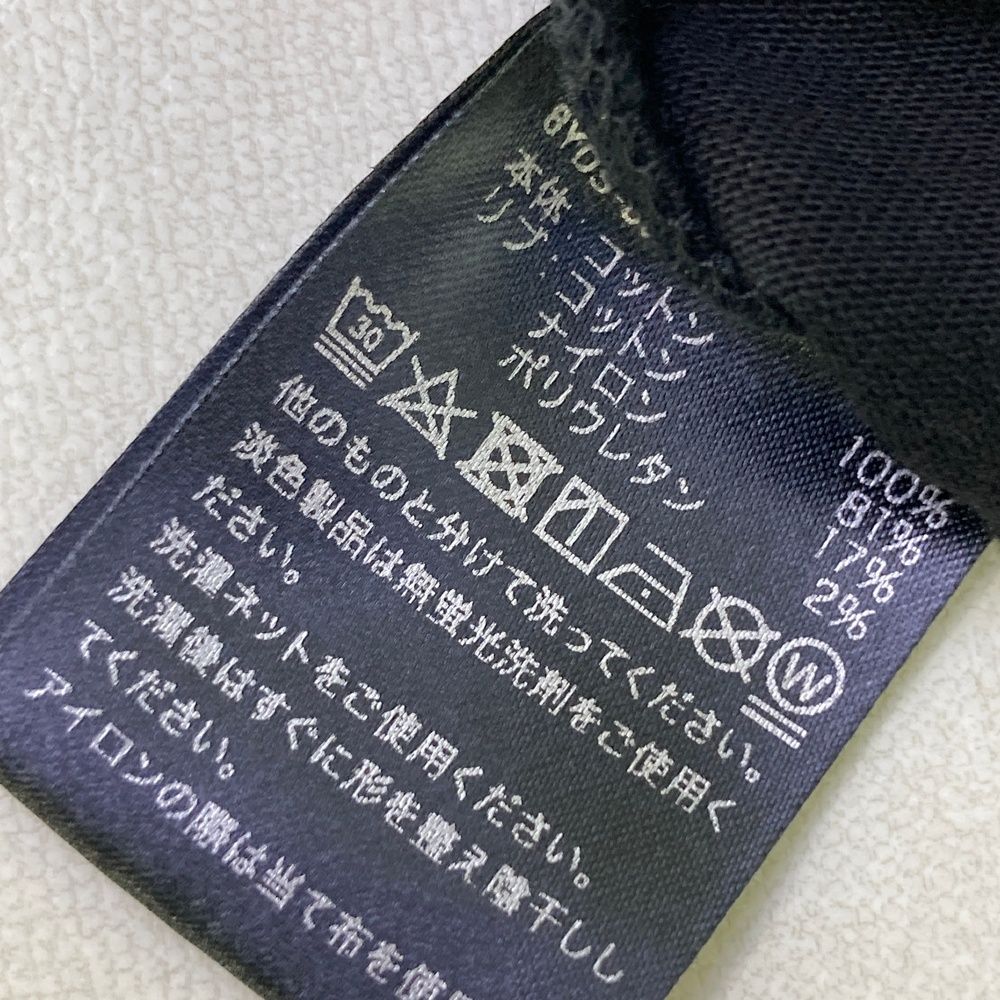 8Y05
本体:コットン 100%
リブ:コットン 81%
ナイロン 17%
ポリウレタン 2%
30 W
他のものと分けて洗ってください。
淡色製品は無蛍光洗剤をご使用く
ださい。
洗濯ネットをご使用ください。
洗濯後はすぐに形を整え陰干しし
てください。
アイロンの際は当て布を使